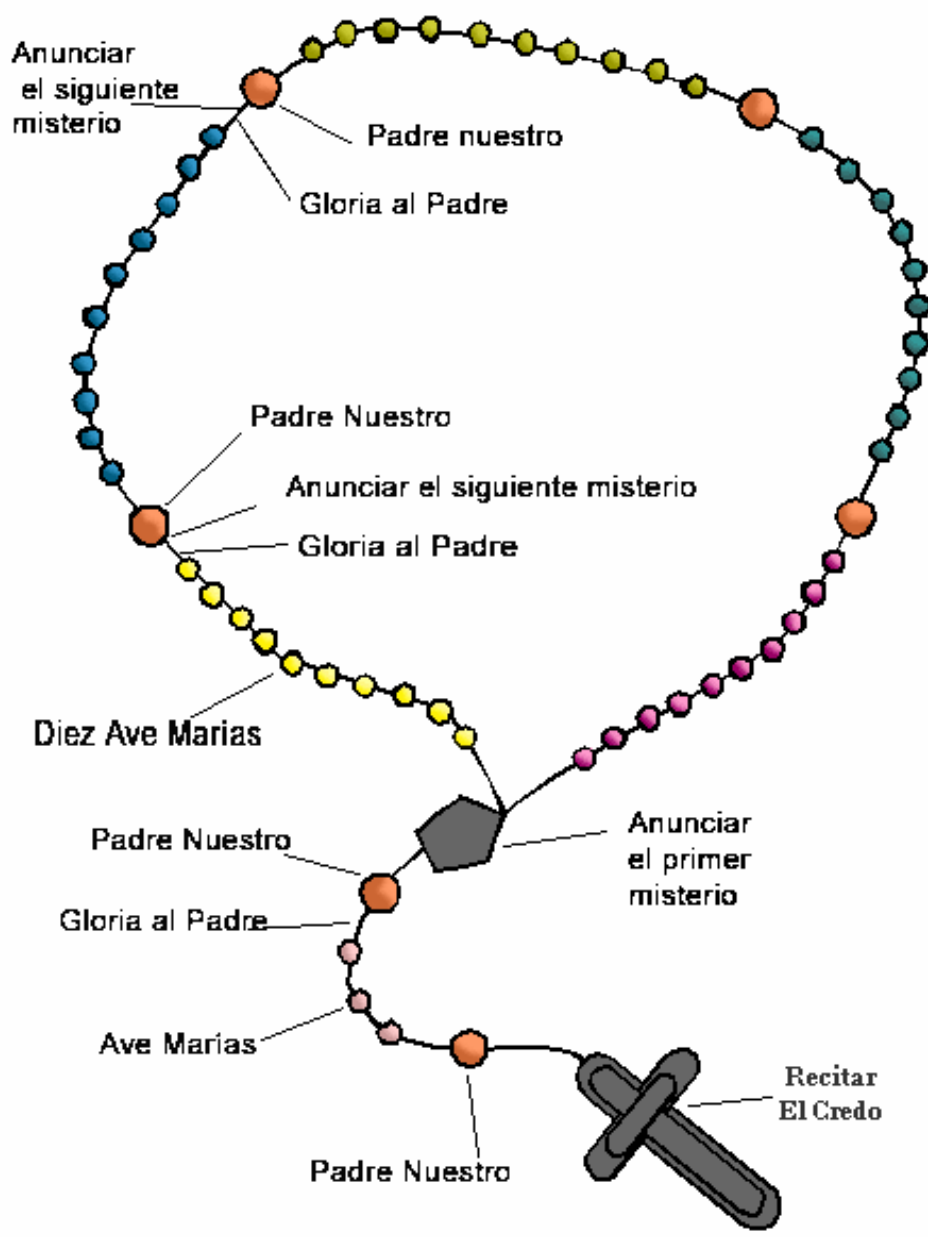 Anunciar
el siguiente
misterio
Padre nuestro
Gloria al Padre
Padre Nuestro
Anunciar el siguiente misterio
Gloria al Padre
Diez Ave Marias
Padre Nuestro
Anunciar
el primer
misterio
Gloria al Padre
Ave Marias
Recitar
El Credo
Padre Nuestro